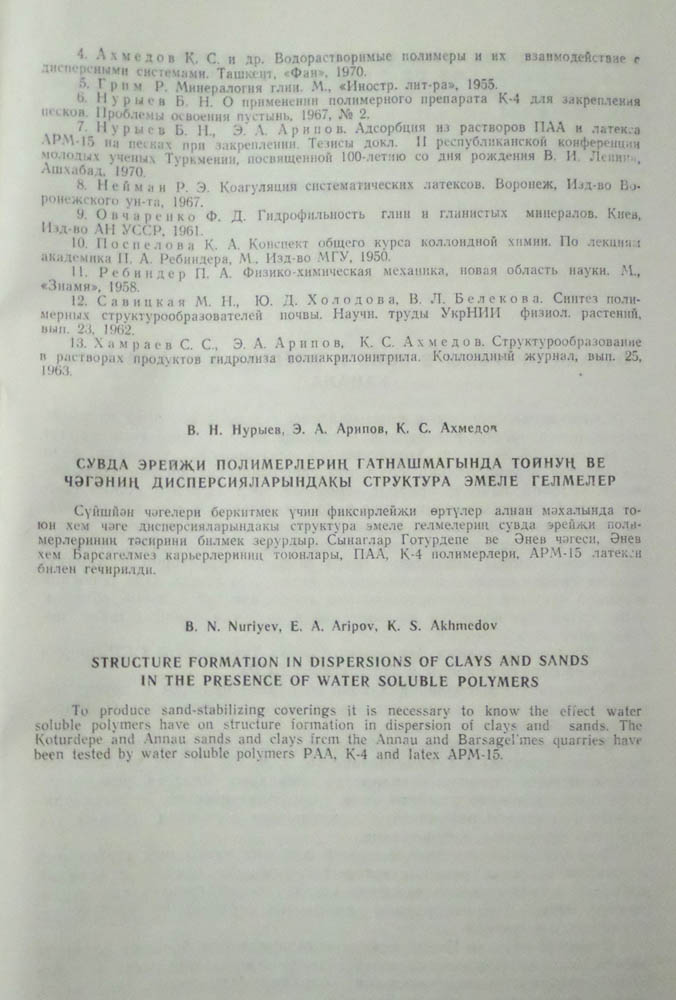 4. Ахмедов К. С. и др. Водорастворимые полимеры и их взаимодействие с
дисперсными системами. Ташкент, «Фан», 1970.
5. Грим Р. Минералогия глин. М., «Иностр. лит-ра», 1955.
6. Нурыев Б. Н. О применении полимерного препарата К-4 для закрепления
песков. Проблемы освоения пустынь, 1967, № 2.
7. Нурыев Б. Н., Э. А. Арипов. Адсорбция из растворов ПАА и латекса
АРМ-15 на песках при закреплении. Тезисы докл. II республиканской конференции
молодых ученых Туркмении, посвященной 100-летию со дня рождения В. И. Ленина,
Ашхабад, 1970.
8. Нейман Р. Э. Коагуляция систематических латексов. Воронеж, Изд-во Во-
ронежского ун-та, 1967.
9. Овчаренко Ф. Д. Гидрофильность глин и гланистых минералов. Киев,
Изд-во АН УССР, 1961.
10. Поспелова К. А. Конспект общего курса коллоидной химии. По лекциям
академика П. А. Ребиндера, М., Изд-во МГУ, 1950.
11. Ребиндер П. А. Физико-химическая механика, новая область науки. М.,
«Знамя», 1958.
12. Савицкая М. Н., Ю. Д. Холодова, В. Л. Белекова. Синтез поли-
мерных структурообразователей почвы. Научн. труды УкрНИИ физиол. растений,
вып. 23, 1962.
13. Хамраев С. С., Э. А. Арипов, К. С. Ахмедов. Структурообразование
в растворах продуктов гидролиза полиакрилонитрила. Коллоидный журнал, вып. 25,
1963.
Б. Н. Нурыев, Э. А. Арипов, К. С. Ахмедов
СУВДА ЭРЕЙЖИ ПОЛИМЕРЛЕРИҢ ГАТНАШМАГЫНДА ТОЙНУҢ ВЕ
ЧӘГӘНИҢ ДИСПЕРСИЯЛАРЫНДАКЫ СТРУКТУРА ЭМЕЛЕ ГЕЛМЕЛЕР
Сүйшйән чәгелери беркитмек үчин фиксирлейҗи өртүлер алнан мәхалында то-
юн хем чәге дисперсияларындакы структура эмеле гелмелериң сувда эрейҗи поли-
мерлериниң тәсирини билмек зерурдыр. Сынаглар Готурдепе ве Әнев чәгеси, Әнев
хем Барсагелмез карьерлериниң тоюнлары, ПАА, К-4 полимерлери, АРМ-15 латекси
билен гечирилди.
B. N. Nuriyev, E. A. Aripov, K. S. Akhmedov
STRUCTURE FORMATION IN DISPERSIONS OF CLAYS AND SANDS
IN THE PRESENCE OF WATER SOLUBLE POLYMERS
To produce sand-stabilizing coverings it is necessary to know the effect water
soluble polymers have on structure formation in dispersion of clays and sands. The
Koturdepe and Annau sands and clays from the Annau and Barsagel'mes quarries have
been tested by water soluble polymers PAA, K-4 and latex APM-15.